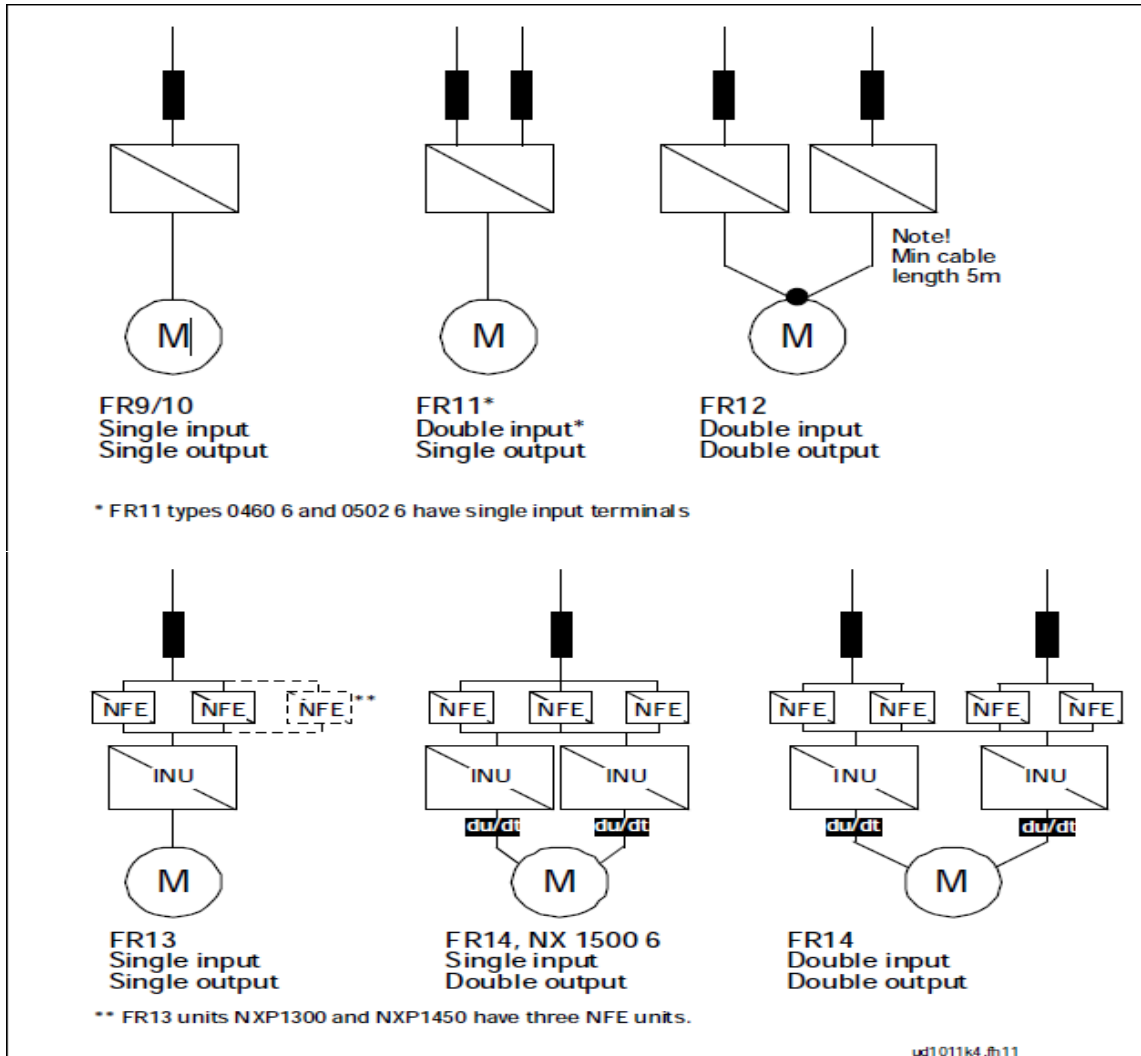 Note!
Min cable
length 5m
M
M
M
FR9/10
Single input
Single output
FR11*
Double input*
Single output
FR12
Double input
Double output
* FR11 types 0460 6 and 0502 6 have single input terminals
NFE NFE NFE **
NFE NFE NFE
NFE NFE NFE NFE
INU
INU INU
INU INU
du/dt du/dt
du/dt du/dt
M
M
M
FR13
Single input
Single output
FR14, NX 1500 6
Single input
Double output
FR14
Double input
Double output
** FR13 units NXP1300 and NXP1450 have three NFE units.
ud1011k4.fh11